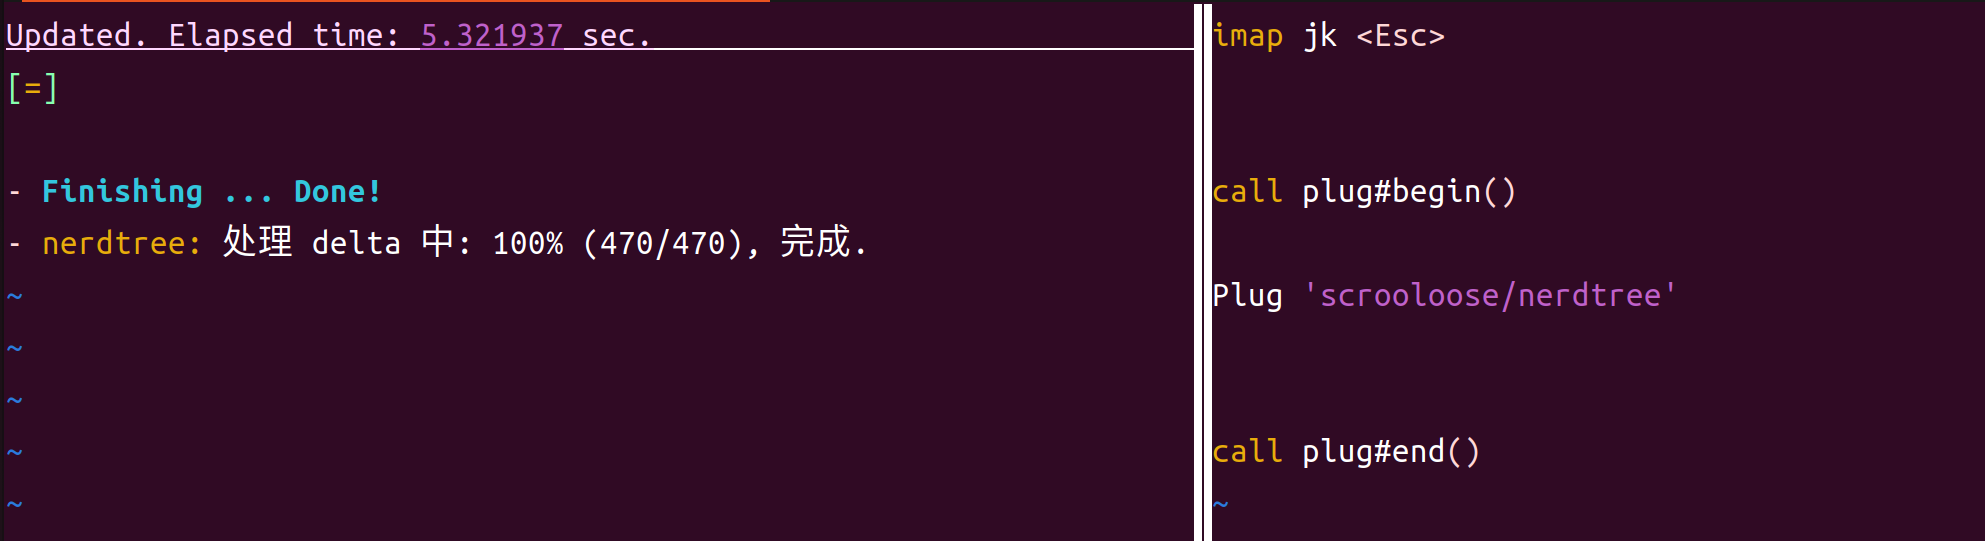 Updated. Elapsed time: 5.321937 sec.
[=]
- Finishing ... Done!
- nerdtree: 处理 delta 中: 100% (470/470), 完成.
~
~
~
~
~
imap jk <Esc>
call plug#begin()
Plug 'scrooloose/nerdtree'
call plug#end()
~